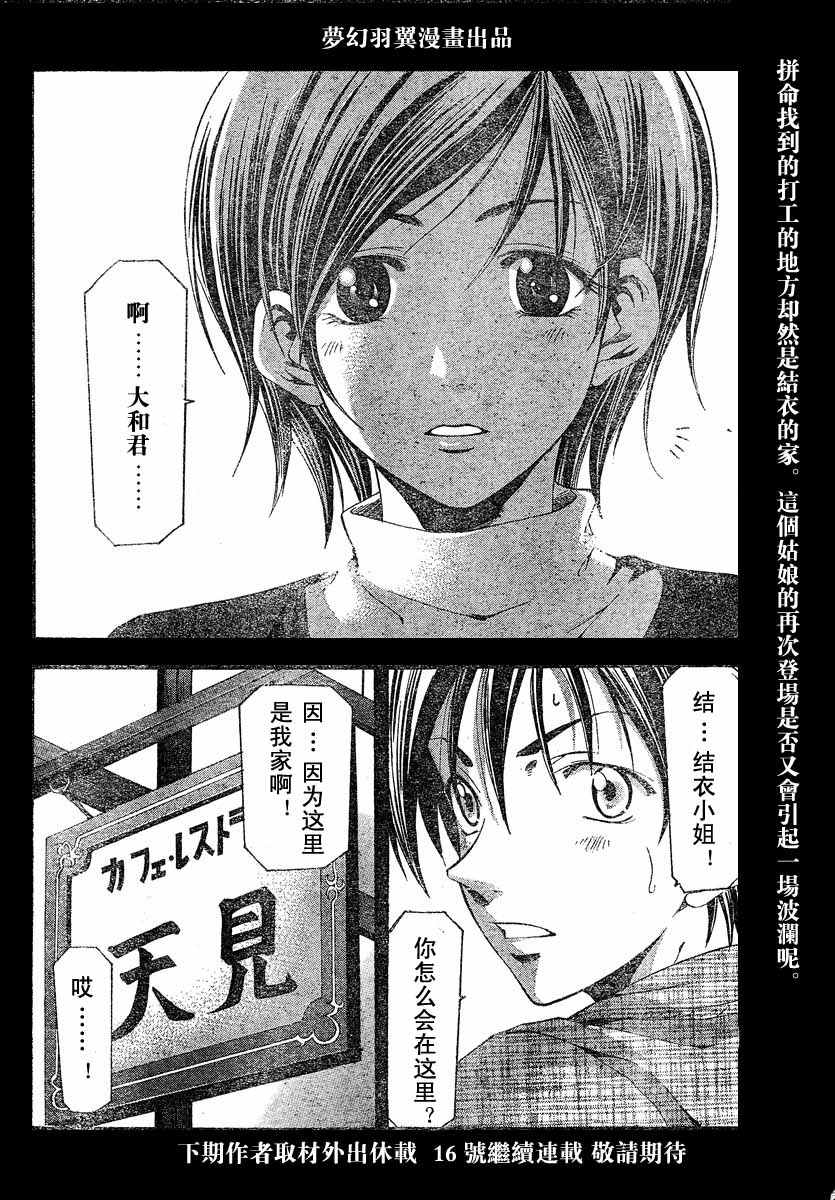 夢幻羽翼漫畫出品
拼命找到的打工的地方却然是結衣的家。這個姑娘的再次登場是否又會引起一場波瀾呢。
啊……大和君……
结…结衣小姐！
你怎么会在这里？
因…因为这里
是我家啊！
カフェ・レストラ
天見
哎……！
下期作者取材外出休載 16號繼續連載 敬請期待